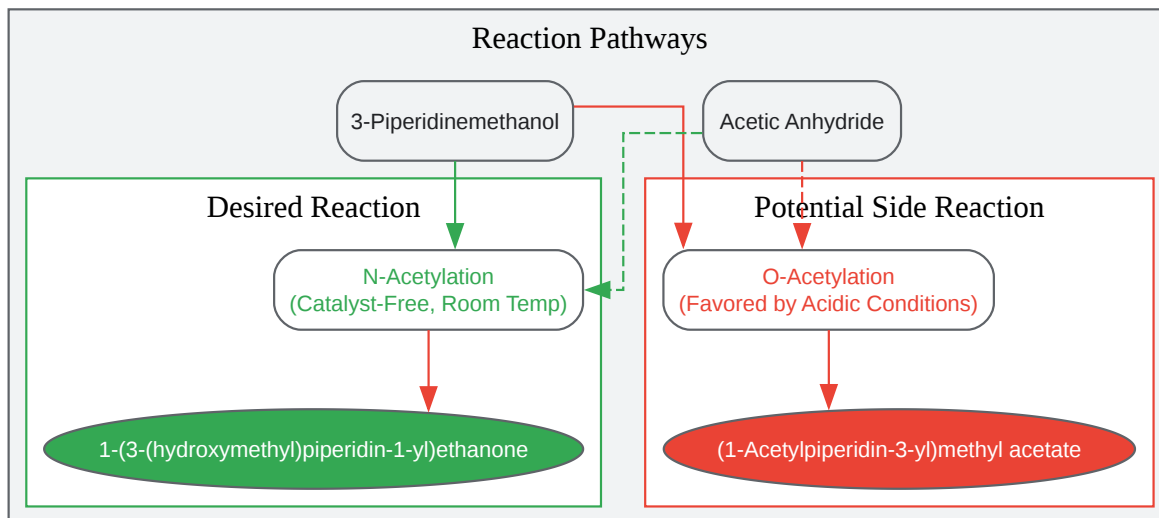 Reaction Pathways
3-Piperidinemethanol
Acetic Anhydride
Desired Reaction
Potential Side Reaction
N-Acetylation
(Catalyst-Free, Room Temp)
O-Acetylation
(Favored by Acidic Conditions)
1-(3-(hydroxymethyl)piperidin-1-yl)ethanone
(1-Acetylpiperidin-3-yl)methyl acetate